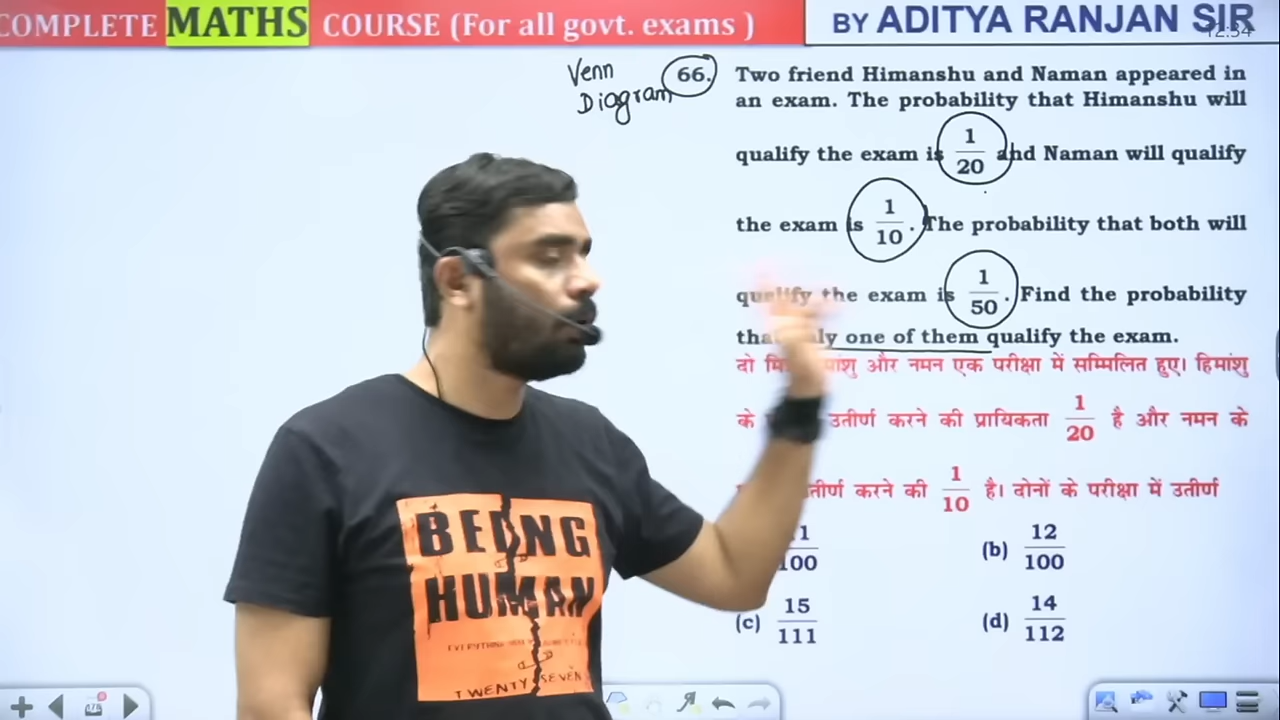 COMPLETE MATHS COURSE (For all govt. exams )
BY ADITYA RANJAN SIR
12:54
Venn
Diagram
66. Two friend Himanshu and Naman appeared in
an exam. The probability that Himanshu will
qualify the exam is 1/20 and Naman will qualify
the exam is 1/10. The probability that both will
qualify the exam is 1/50. Find the probability
one of them qualify the exam.
दो और नमन एक परीक्षा में सम्मिलित हुए। हिमांशु
के उतीर्ण करने की प्रायिकता 1/20 है और नमन के
करने की 1/10 है। दोनों के परीक्षा में उतीर्ण
(b) 12/100
(c) 15/111
(d) 14/112
BEING
HUMAN
TWENTY SEVEN